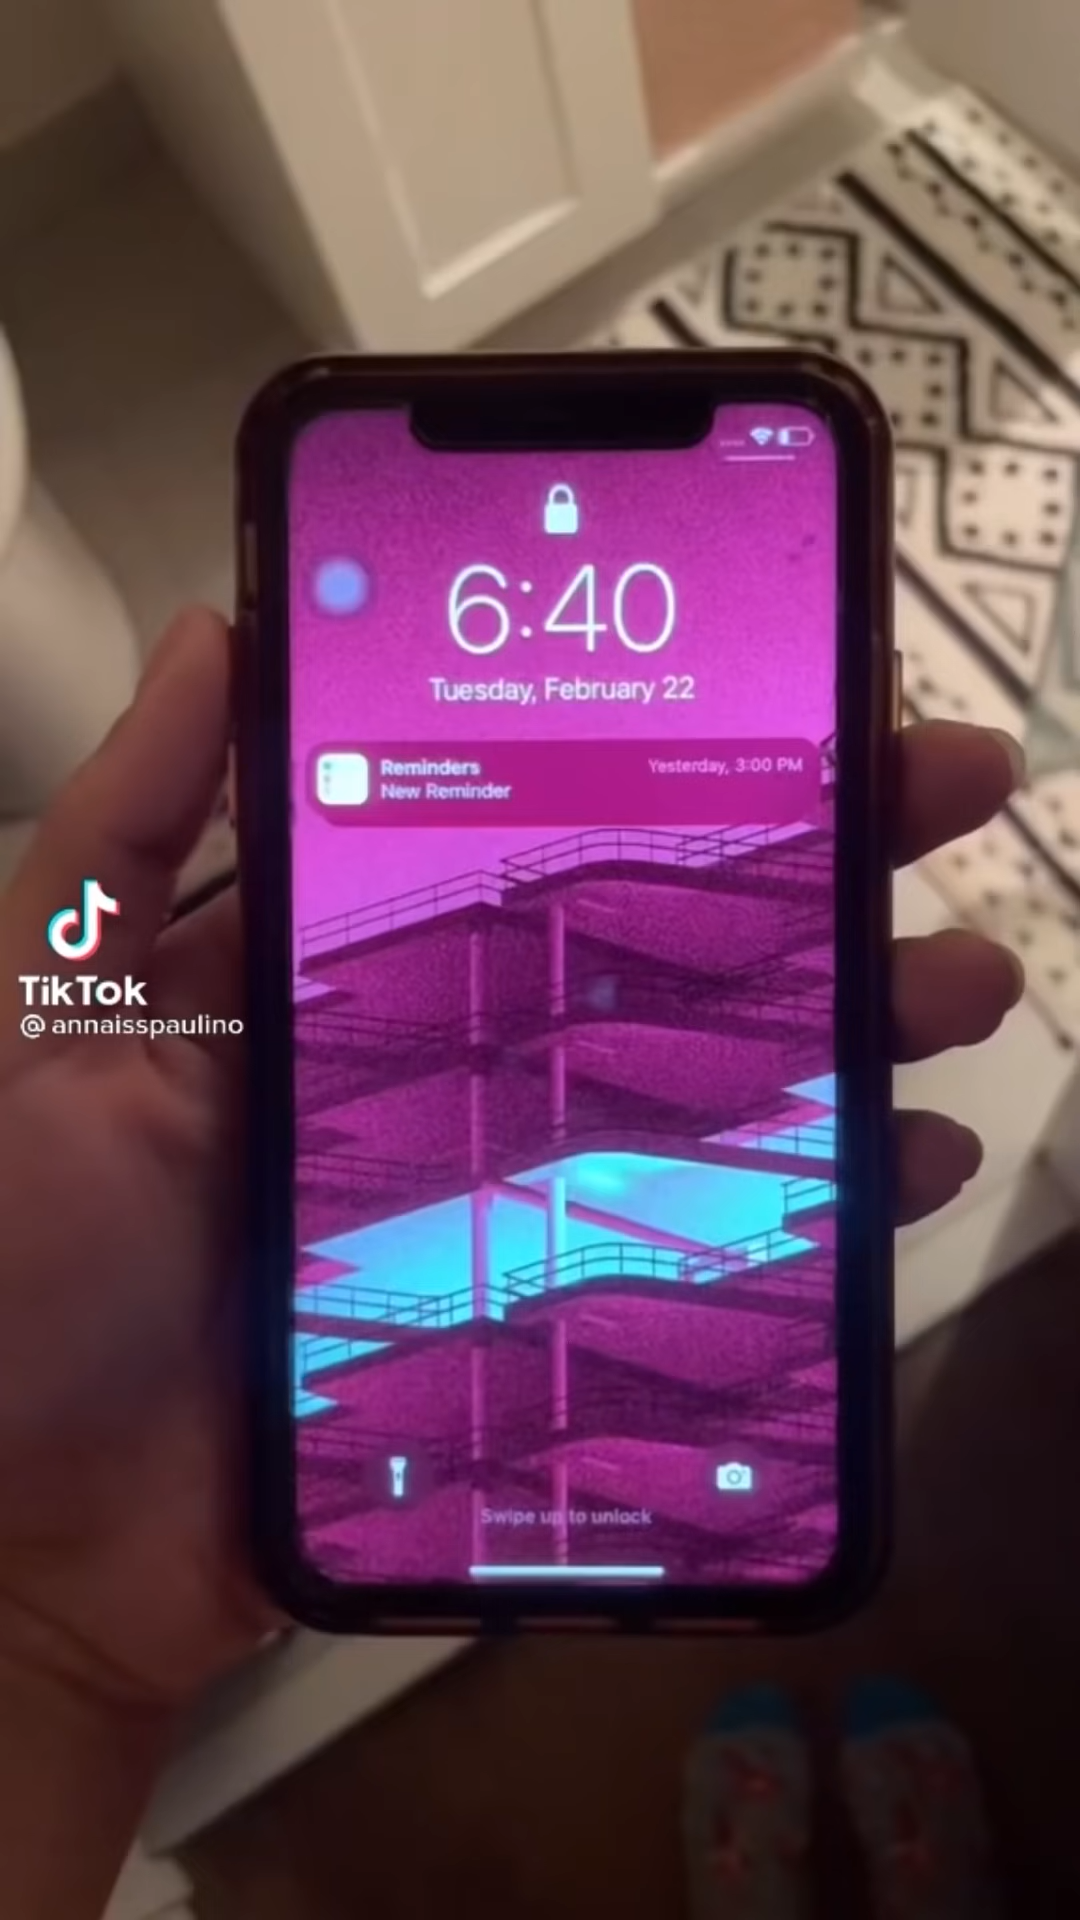 6:40
Tuesday, February 22
Reminders
Yesterday, 3:00 PM
New Reminder
TikTok
@annaisspaulino
Swipe up to unlock